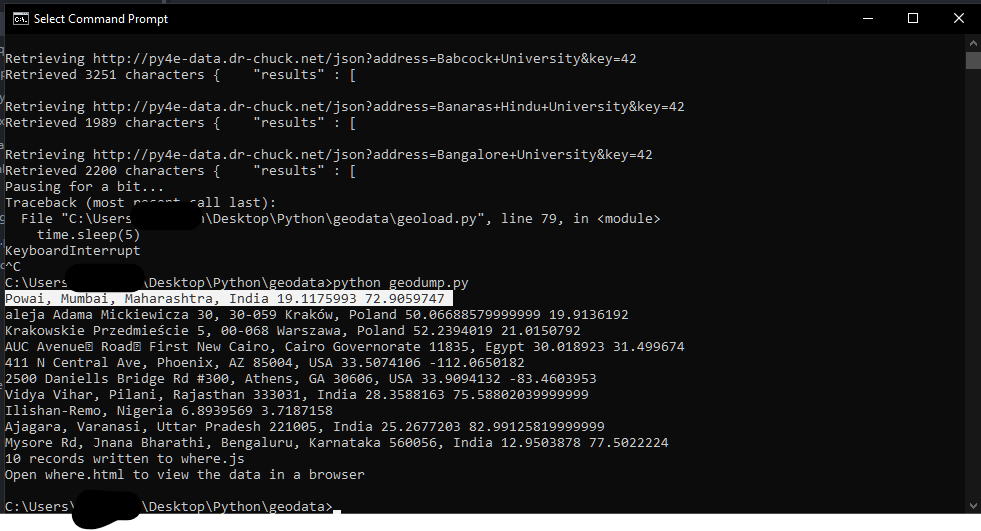 Select Command Prompt
Retrieving http://py4e-data.dr-chuck.net/json?address=Babcock+University&key=42
Retrieved 3251 characters {    "results" : [
Retrieving http://py4e-data.dr-chuck.net/json?address=Banaras+Hindu+University&key=42
Retrieved 1989 characters {    "results" : [
Retrieving http://py4e-data.dr-chuck.net/json?address=Bangalore+University&key=42
Retrieved 2200 characters {    "results" : [
Pausing for a bit...
Traceback (most recent call last):
  File "C:\Users \Desktop\Python\geodata\geoload.py", line 79, in <module>
    time.sleep(5)
KeyboardInterrupt
^C
C:\Users \Desktop\Python\geodata>python geodump.py
Powai, Mumbai, Maharashtra, India 19.1175993 72.9059747
aleja Adama Mickiewicza 30, 30-059 Kraków, Poland 50.06688579999999 19.9136192
Krakowskie Przedmieście 5, 00-068 Warszawa, Poland 52.2394019 21.0150792
AUC Avenue Road First New Cairo, Cairo Governorate 11835, Egypt 30.018923 31.499674
411 N Central Ave, Phoenix, AZ 85004, USA 33.5074106 -112.0650182
2500 Daniells Bridge Rd #300, Athens, GA 30606, USA 33.9094132 -83.4603953
Vidya Vihar, Pilani, Rajasthan 333031, India 28.3588163 75.58802039999999
Ilishan-Remo, Nigeria 6.8939569 3.7187158
Ajagara, Varanasi, Uttar Pradesh 221005, India 25.2677203 82.99125819999999
Mysore Rd, Jnana Bharathi, Bengaluru, Karnataka 560056, India 12.9503878 77.5022224
10 records written to where.js
Open where.html to view the data in a browser
C:\Users\ \Desktop\Python\geodata>